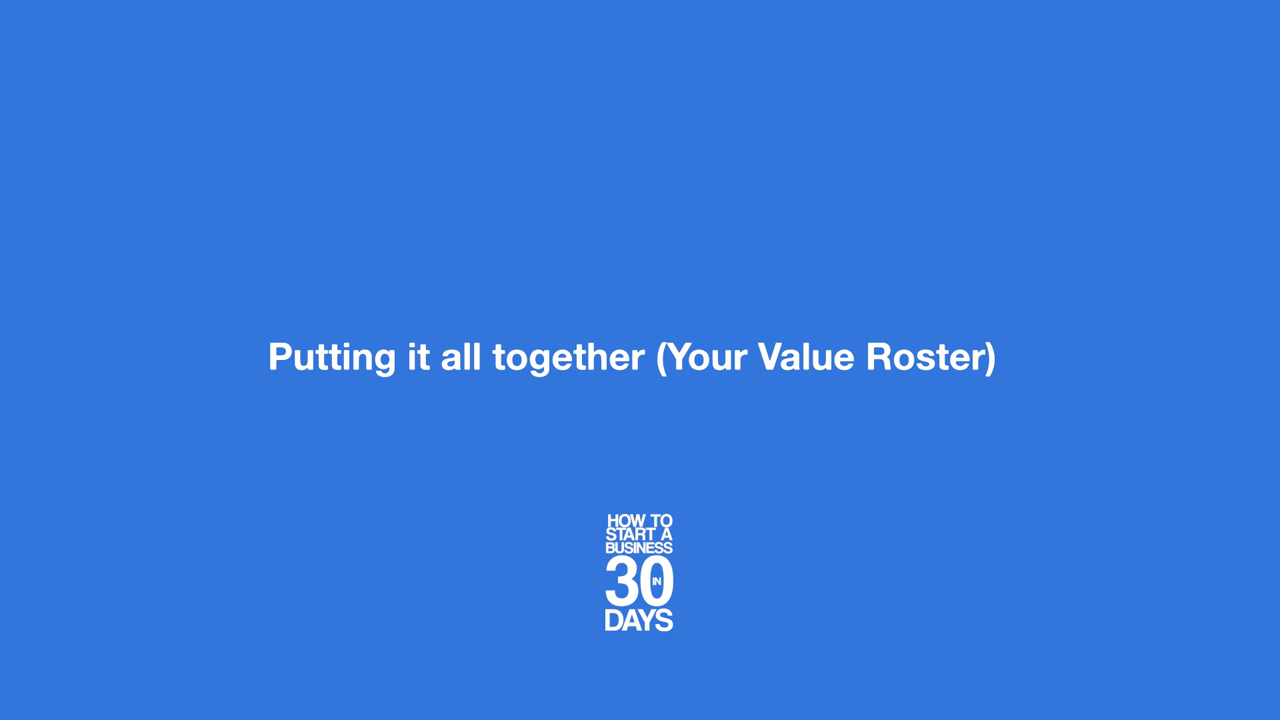 Putting it all together (Your Value Roster)
HOW TO
START A
BUSINESS
30
IN
DAYS